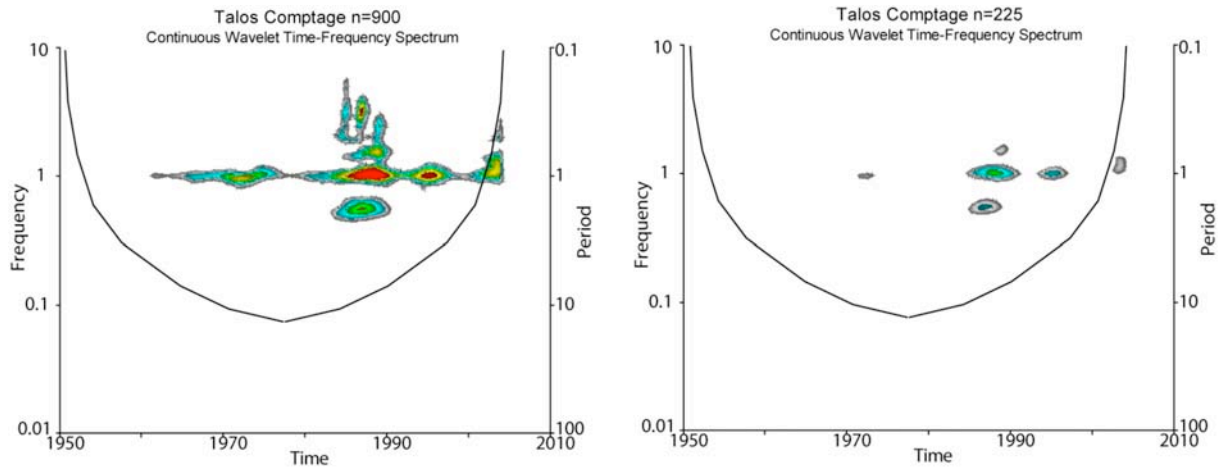 Talos Comptage n=900
Continuous Wavelet Time-Frequency Spectrum
10
1
0.1
0.01
Frequency
0.1
1
10
100
Period
1950
1970
1990
2010
Time
Talos Comptage n=225
Continuous Wavelet Time-Frequency Spectrum
10
1
0.1
0.01
Frequency
0.1
1
10
100
Period
1950
1970
1990
2010
Time